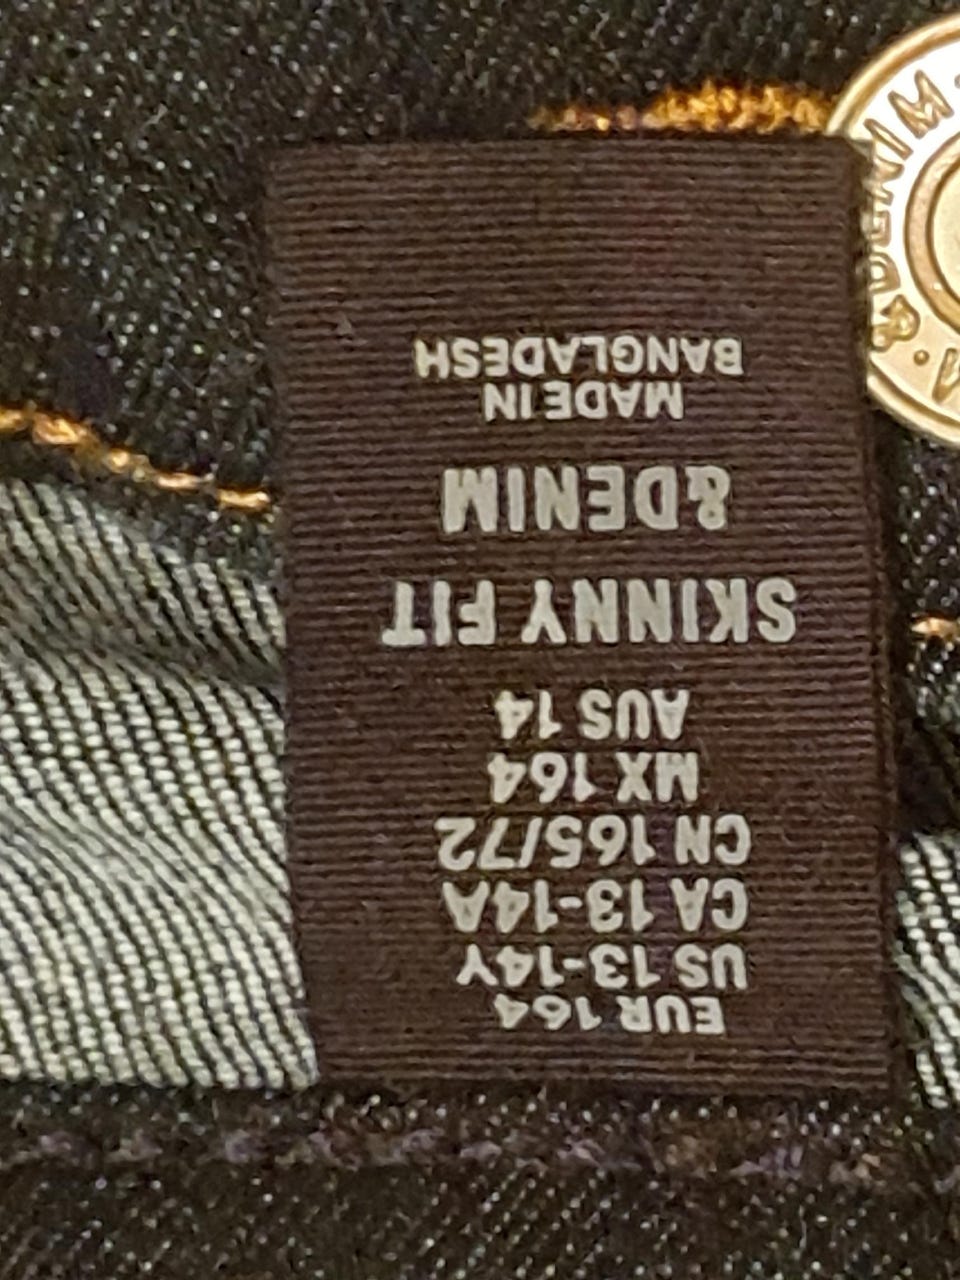 EUR 164
US 13-14Y
CA 13-14A
CN 165/72
MX 164
AUS 14
SKINNY FIT
&DENIM
MADE IN
BANGLADESH
&DENIM